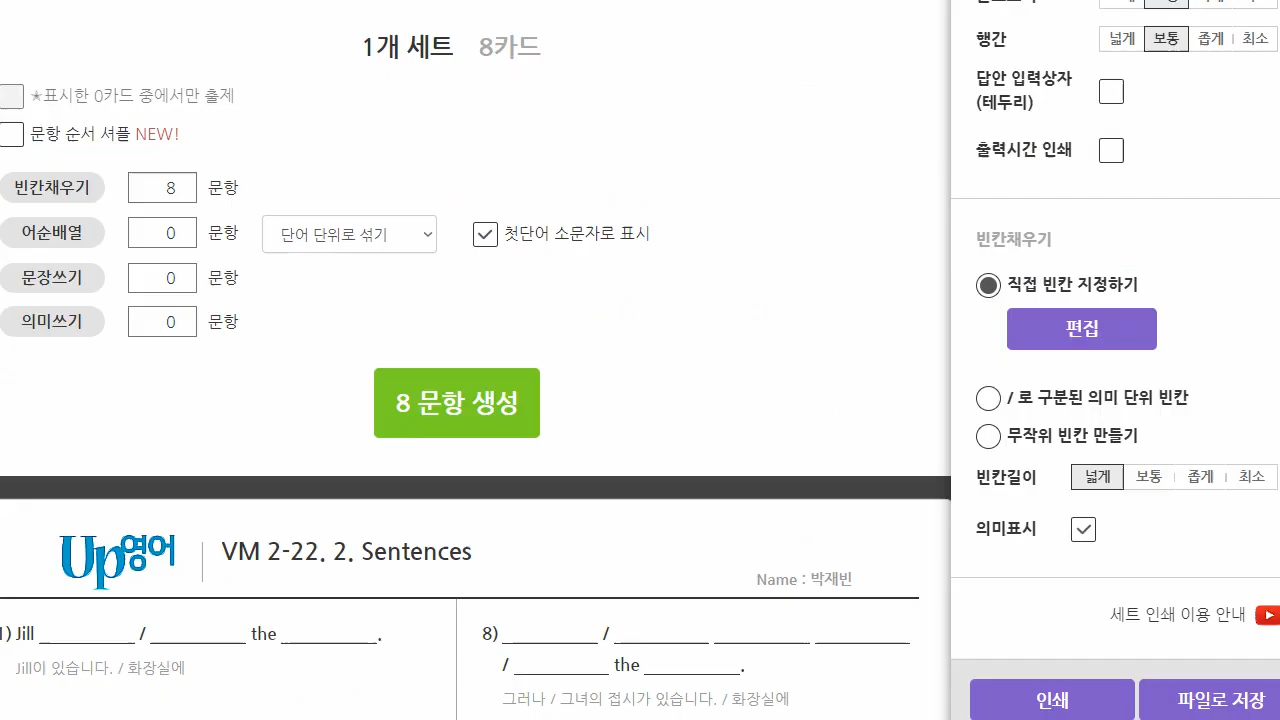 1개 세트 8카드
★표시한 0카드 중에서만 출제
문항 순서 셔플 NEW!
빈칸채우기 8 문항
어순배열 0 문항 단어 단위로 섞기 첫단어 소문자로 표시
문장쓰기 0 문항
의미쓰기 0 문항
8 문항 생성
Up영어 VM 2-22. 2. Sentences
Name : 박재빈
1) Jill ___________ / ___________ the ___________.
Jill이 있습니다. / 화장실에
8) ___________ / ___________ ___________ ___________
/ ___________ the ___________.
그러나 / 그녀의 접시가 있습니다. / 화장실에
행간 넓게 보통 좁게 최소
답안 입력상자
(테두리)
출력시간 인쇄
빈칸채우기
직접 빈칸 지정하기
편집
/ 로 구분된 의미 단위 빈칸
무작위 빈칸 만들기
빈칸길이 넓게 보통 좁게 최소
의미표시
세트 인쇄 이용 안내
인쇄 파일로 저장